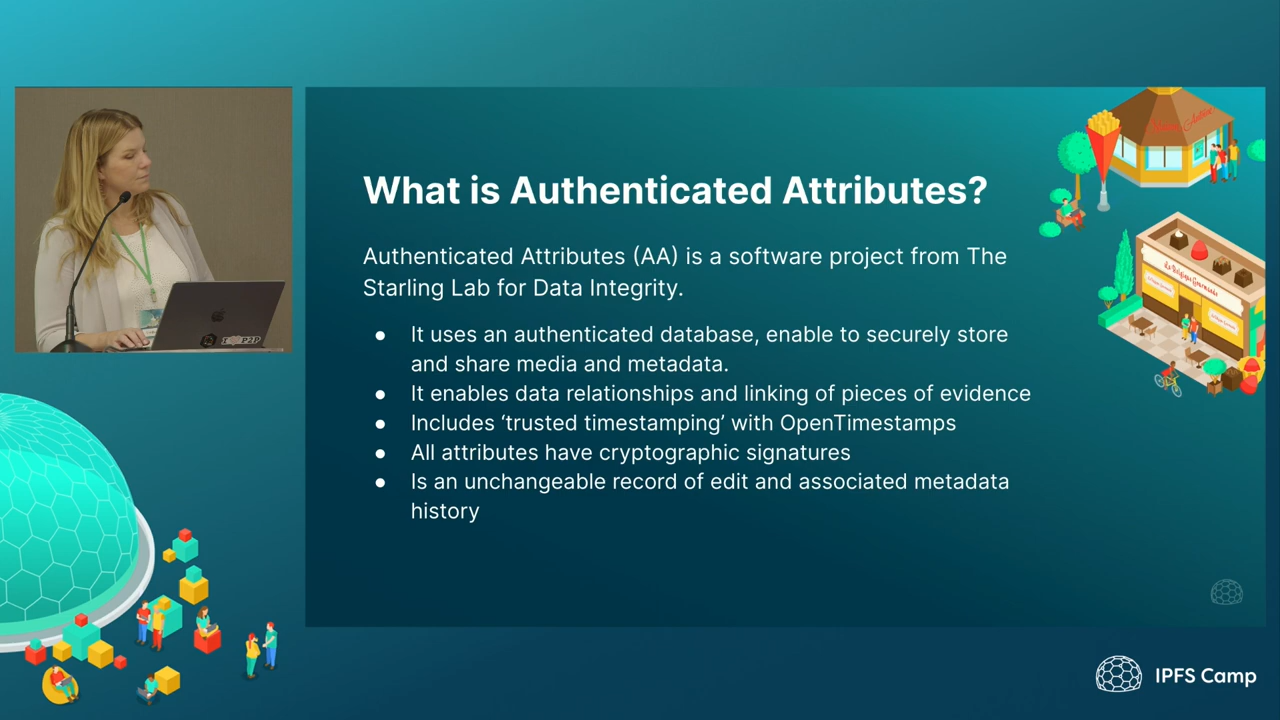 What is Authenticated Attributes?
Authenticated Attributes (AA) is a software project from The
Starling Lab for Data Integrity.
● It uses an authenticated database, enable to securely store
and share media and metadata.
● It enables data relationships and linking of pieces of evidence
● Includes ‘trusted timestamping’ with OpenTimestamps
● All attributes have cryptographic signatures
● Is an unchangeable record of edit and associated metadata
history
IPFS Camp